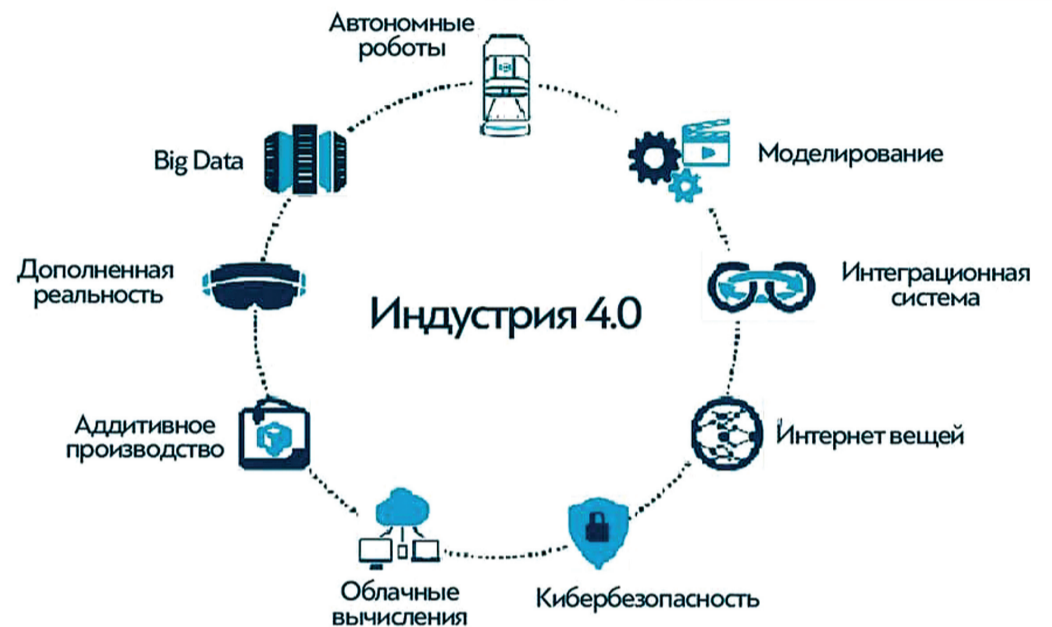 Автономные
роботы
Big Data
Моделирование
Дополненная
реальность
Интеграционная
система
Индустрия 4.0
Аддитивное
производство
Интернет вещей
Облачные
вычисления
Кибербезопасность